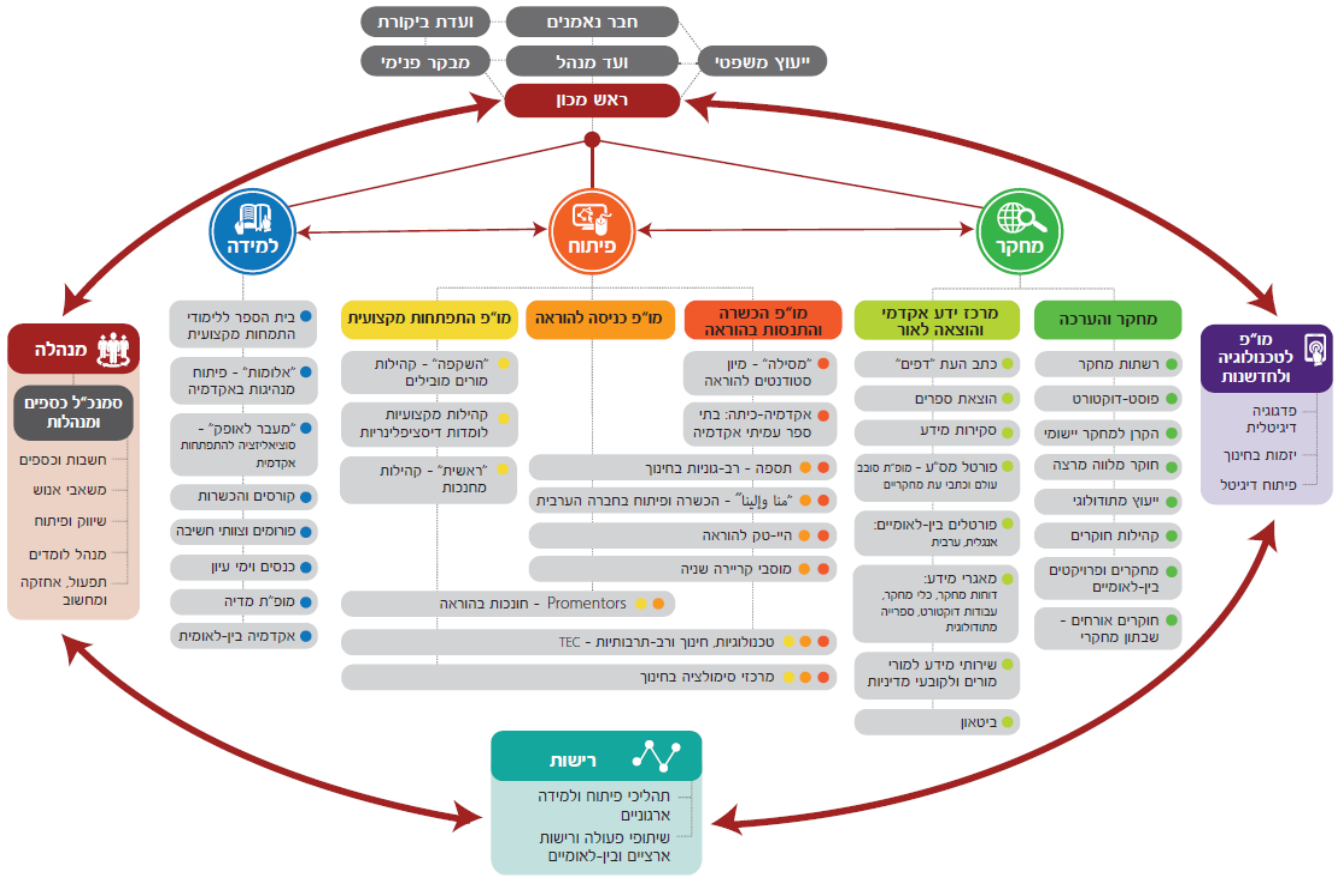 חבר נאמנים
ועדת ביקורת
ייעוץ משפטי
ועד מנהל
מבקר פנימי
ראש מכון
מחקר
פיתוח
למידה
מו״פ
לטכנולוגיה
ולחדשנות
פדגוגיה
דיגיטלית
יזמות בחינוך
פיתוח דיגיטל
מחקר והערכה
רשתות מחקר
פוסט-דוקטורט
הקרן למחקר יישומי
חוקר מלווה מרצה
ייעוץ מתודולוגי
קהילות חוקרים
מחקרים ופרויקטים
בין-לאומיים
חוקרים אורחים -
שבתון מחקרי
מרכז ידע אקדמי
והוצאה לאור
כתב העת ״דפים״
הוצאת ספרים
סקירות מידע
פורטל מס״ע - מופ״ת סובב
עולם וכתבי עת מחקריים
פורטלים בין-לאומיים:
אנגלית, ערבית
מאגרי מידע:
דוחות מחקר, כלי מחקר,
עבודות דוקטורט, ספרייה
מתודולוגית
שירותי מידע למורי
מורים ולקובעי מדיניות
ביטאון
מו״פ הכשרה
והתנסות בהוראה
״מסילה״ - מיון
סטודנטים להוראה
אקדמיה-כיתה: בתי
ספר עמיתי אקדמיה
מו״פ כניסה להוראה
תספה - רב-גוניות בחינוך
״منا وإلينا״ - הכשרה ופיתוח בחברה הערבית
היי-טק להוראה
מוסבי קריירה שניה
מו״פ התפתחות מקצועית
״השקפה״ - קהילות
מורים מובילים
קהילות מקצועיות
לומדות דיסציפלינריות
״ראשית״ - קהילות
מחנכות
Promentors - חונכות בהוראה
טכנולוגיות, חינוך ורב-תרבותיות - TEC
מרכזי סימולציה בחינוך
בית הספר ללימודי
התמחות מקצועית
״אלומות״ - פיתוח
מנהיגות באקדמיה
״מעבר לאופק״ -
סוציאליזציה להתפתחות
אקדמית
קורסים והכשרות
פורומים וצוותי חשיבה
כנסים וימי עיון
מופ״ת מדיה
אקדמיה בין-לאומית
מנהלה
סמנכ״ל כספים
ומנהלות
חשבות וכספים
משאבי אנוש
שיווק ופיתוח
מנהל לומדים
תפעול, אחזקה
ומחשוב
רישות
תהליכי פיתוח ולמידה
ארגוניים
שיתופי פעולה ורישות
ארציים ובין-לאומיים